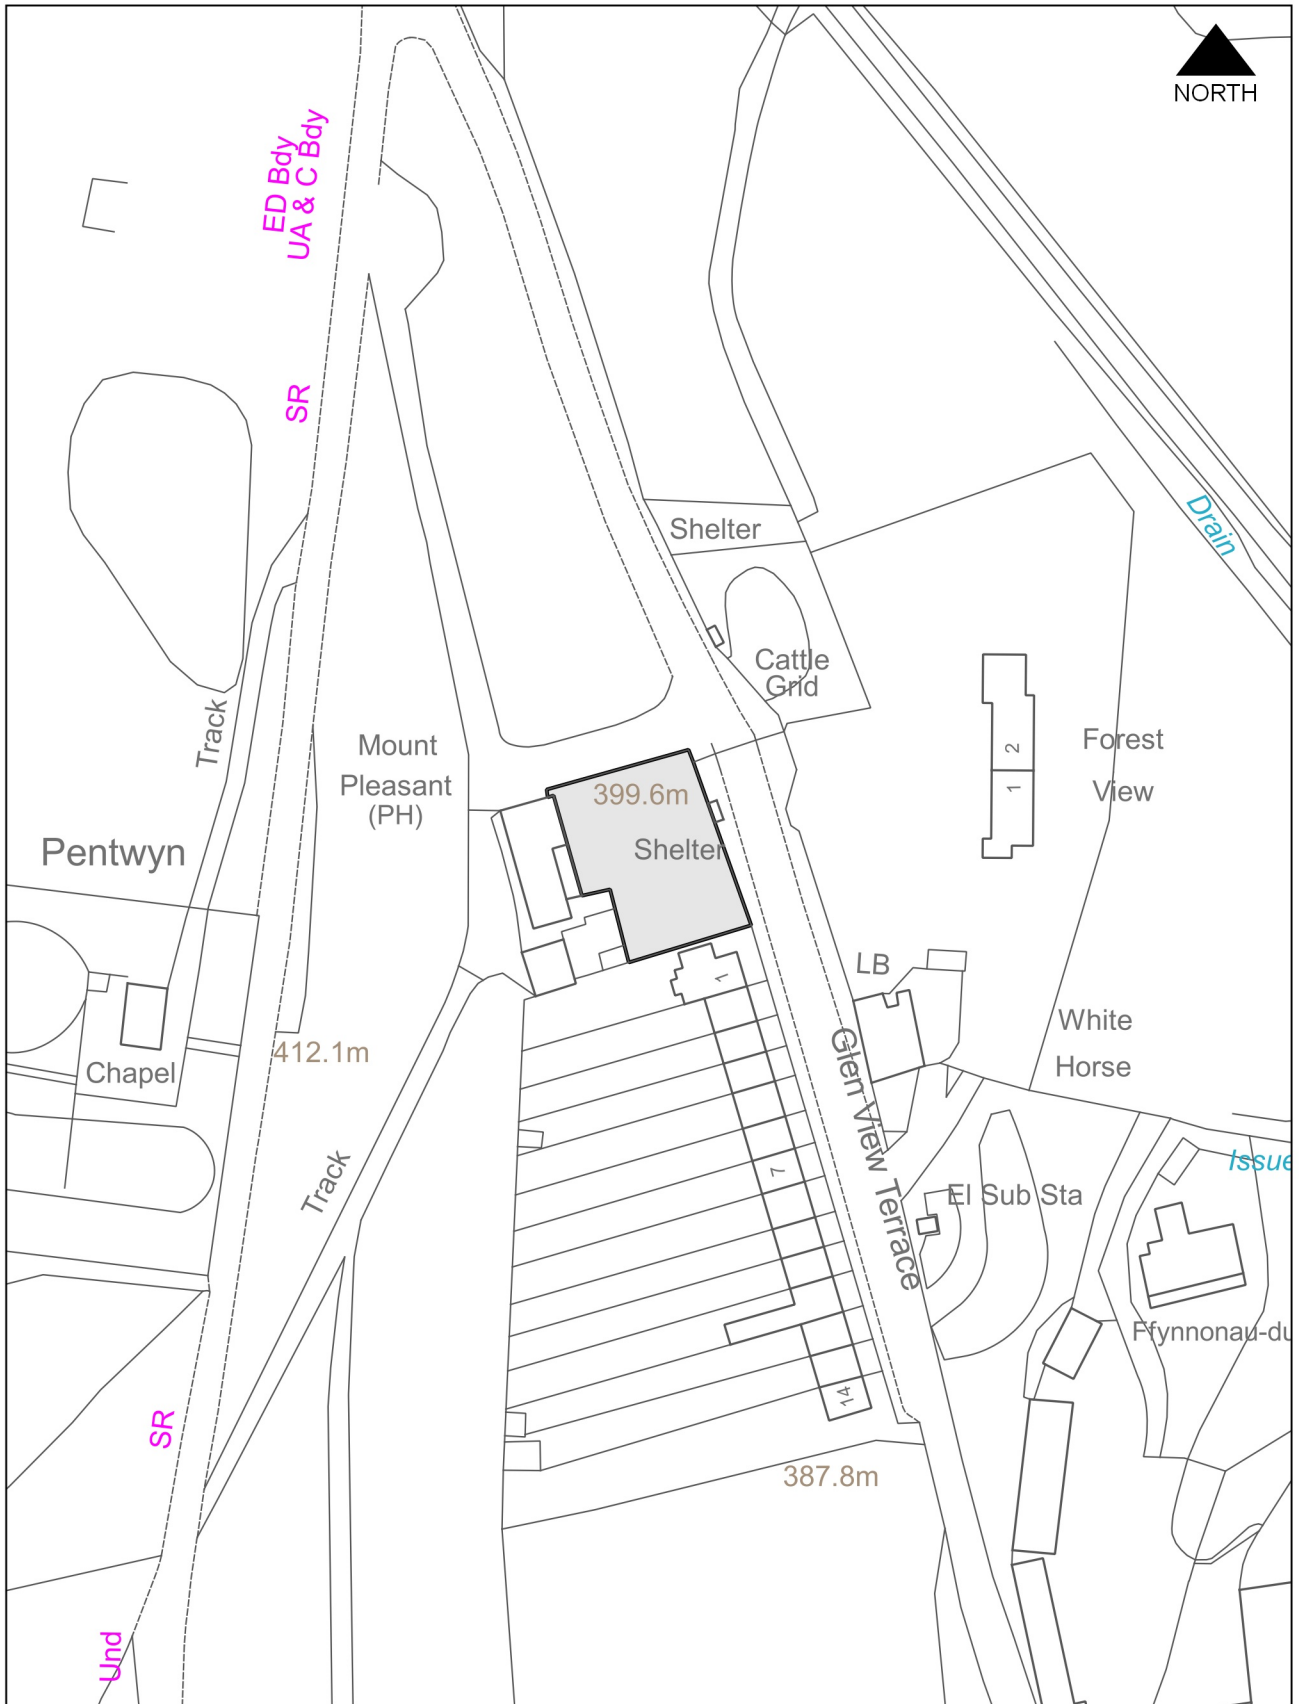 NORTH
ED Bdy
UA & C Bdy
SR
Drain
Shelter
Cattle
Grid
Track
Mount
Pleasant
(PH)
2
1
Forest
View
399.6m
Shelter
Pentwyn
LB
1
White
Horse
412.1m
Chapel
Glen View Terrace
Track
7
El Sub Sta
Issue
Ffynnonau-du
14
SR
387.8m
Und